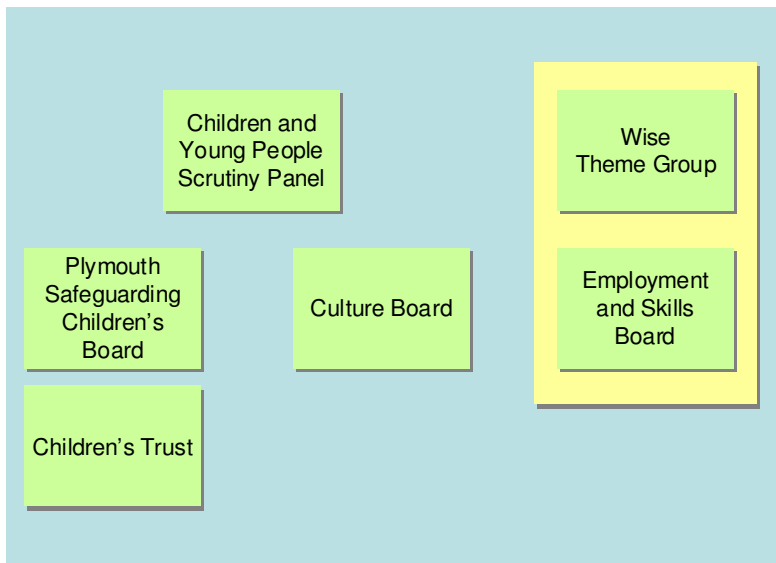 Children and
Young People
Scrutiny Panel
Wise
Theme Group
Plymouth
Safeguarding
Children’s
Board
Culture Board
Employment
and Skills
Board
Children’s Trust